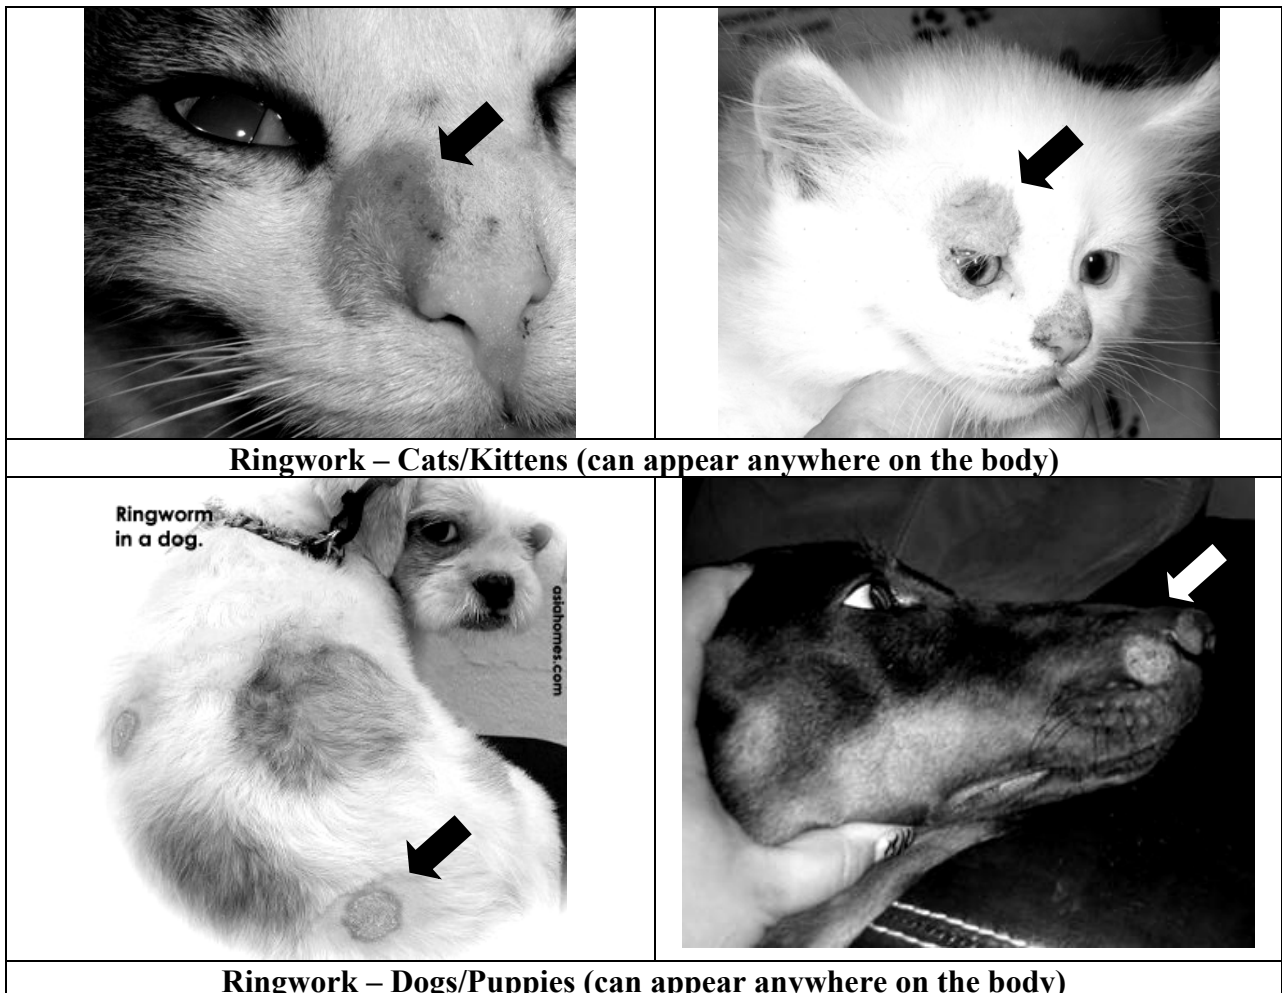 Ringwork – Cats/Kittens (can appear anywhere on the body)
Ringworm
in a dog.
asiahomes.com
Ringwork – Dogs/Puppies (can appear anywhere on the body)